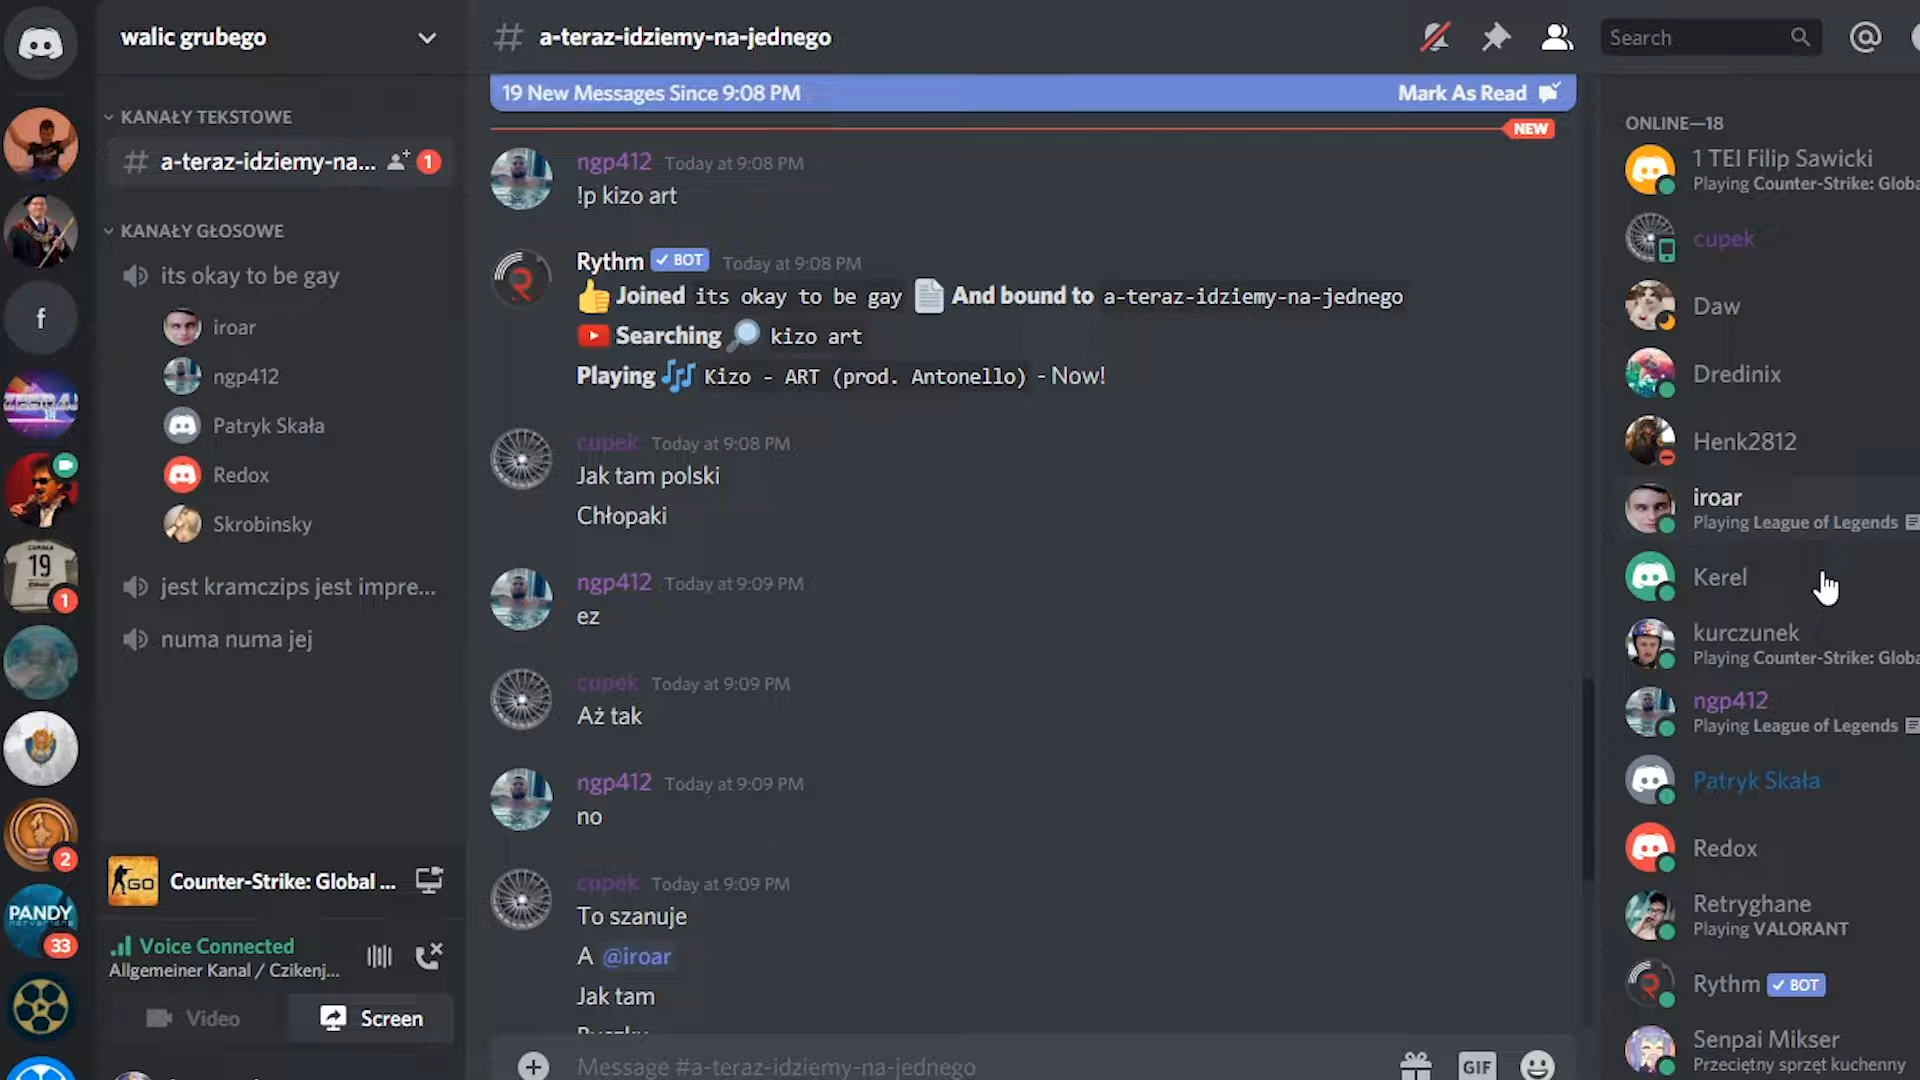 walic grubego
KANAŁY TEKSTOWE
a-teraz-idziemy-na...
1
KANAŁY GŁOSOWE
its okay to be gay
iroar
ngp412
Patryk Skała
Redox
Skrobinsky
jest kramczips jest impre...
numa numa jej
f
19
1
2
PANDY
33
GO
Counter-Strike: Global ...
Voice Connected
Allgemeiner Kanal / Czikenj...
Video
Screen
# a-teraz-idziemy-na-jednego
Search
19 New Messages Since 9:08 PM
Mark As Read
NEW
ngp412 Today at 9:08 PM
!p kizo art
Rythm BOT Today at 9:08 PM
Joined its okay to be gay And bound to a-teraz-idziemy-na-jednego
Searching kizo art
Playing Kizo - ART (prod. Antonello) - Now!
cupek Today at 9:08 PM
Jak tam polski
Chłopaki
ngp412 Today at 9:09 PM
ez
cupek Today at 9:09 PM
Aż tak
ngp412 Today at 9:09 PM
no
cupek Today at 9:09 PM
To szanuje
A @iroar
Jak tam
Message #a-teraz-idziemy-na-jednego
GIF
ONLINE—18
1 TEI Filip Sawicki
Playing Counter-Strike: Globa
cupek
Daw
Dredinix
Henk2812
iroar
Playing League of Legends
Kerel
kurczunek
Playing Counter-Strike: Globa
ngp412
Playing League of Legends
Patryk Skała
Redox
Retryghane
Playing VALORANT
Rythm BOT
Senpai Mikser
Przeciętny sprzęt kuchenny